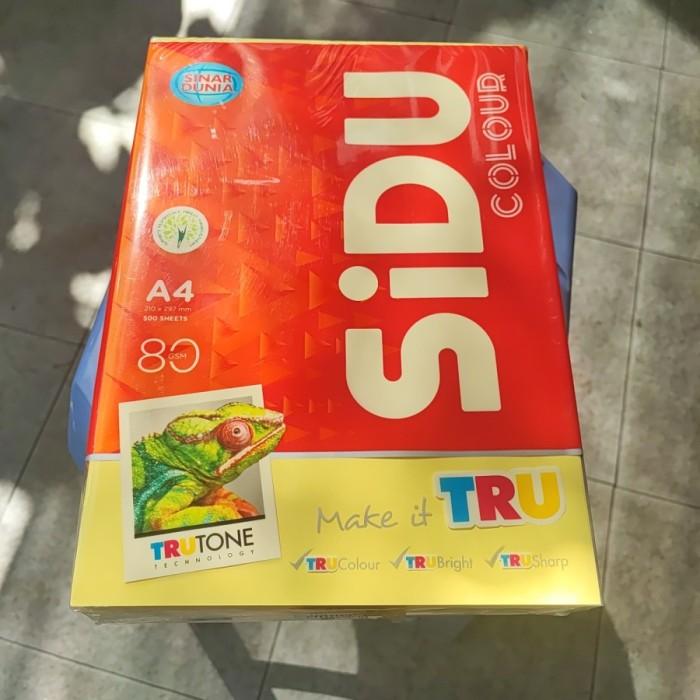 SINAR
DUNIA
SiDU
COLOUR
A4
210 x 297 mm
500 SHEETS
80 GSM
TRUTONE
TECHNOLOGY
Make it TRU
TRUColour TRUBright TRUSharp